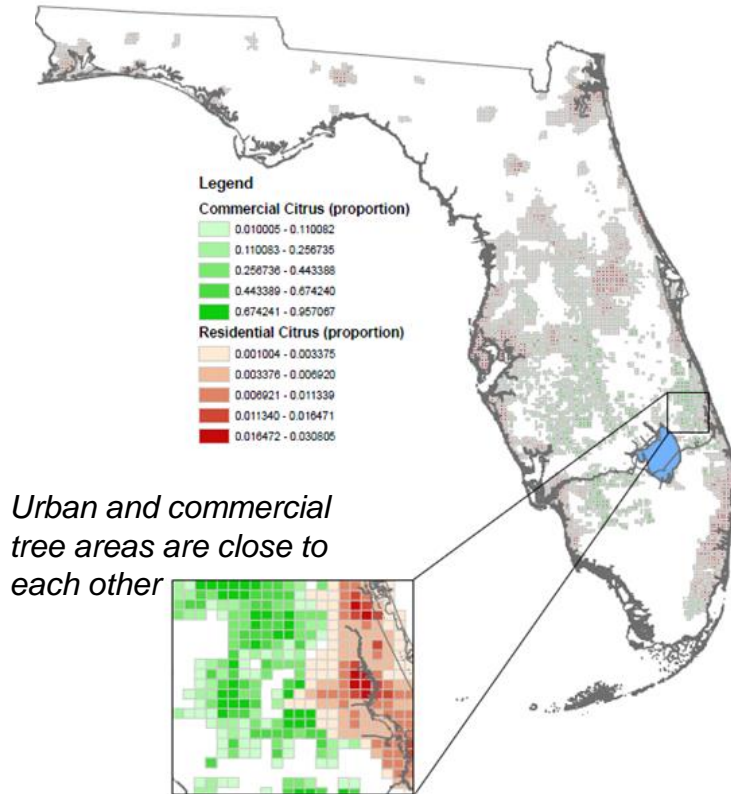 Legend
Commercial Citrus (proportion)
0.010005 - 0.110082
0.110083 - 0.256735
0.256736 - 0.443388
0.443389 - 0.674240
0.674241 - 0.957067
Residential Citrus (proportion)
0.001004 - 0.003375
0.003376 - 0.006920
0.006921 - 0.011339
0.011340 - 0.016471
0.016472 - 0.030805
Urban and commercial
tree areas are close to
each other